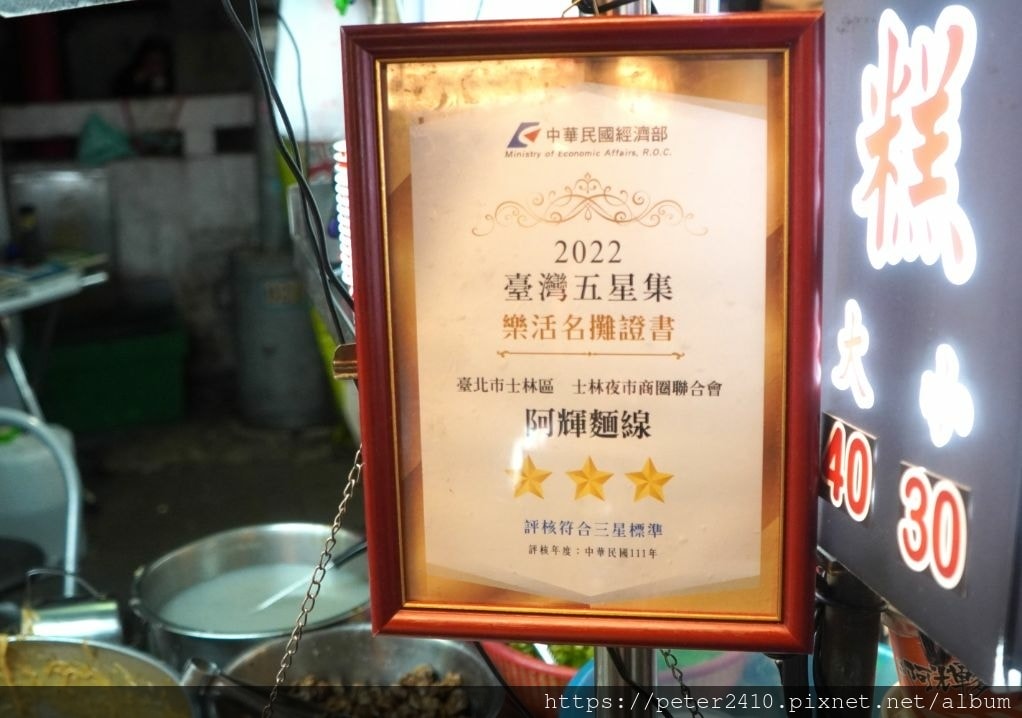 中華民國經濟部
Ministry of Economic Affairs, R.O.C.
2022
臺灣五星集
樂活名攤證書
臺北市士林區 士林夜市商圈聯合會
阿輝麵線
評核符合三星標準
評核年度：中華民國111年
糕
大 小
40 30
阿輝
https://peter2410.pixnet.net/album